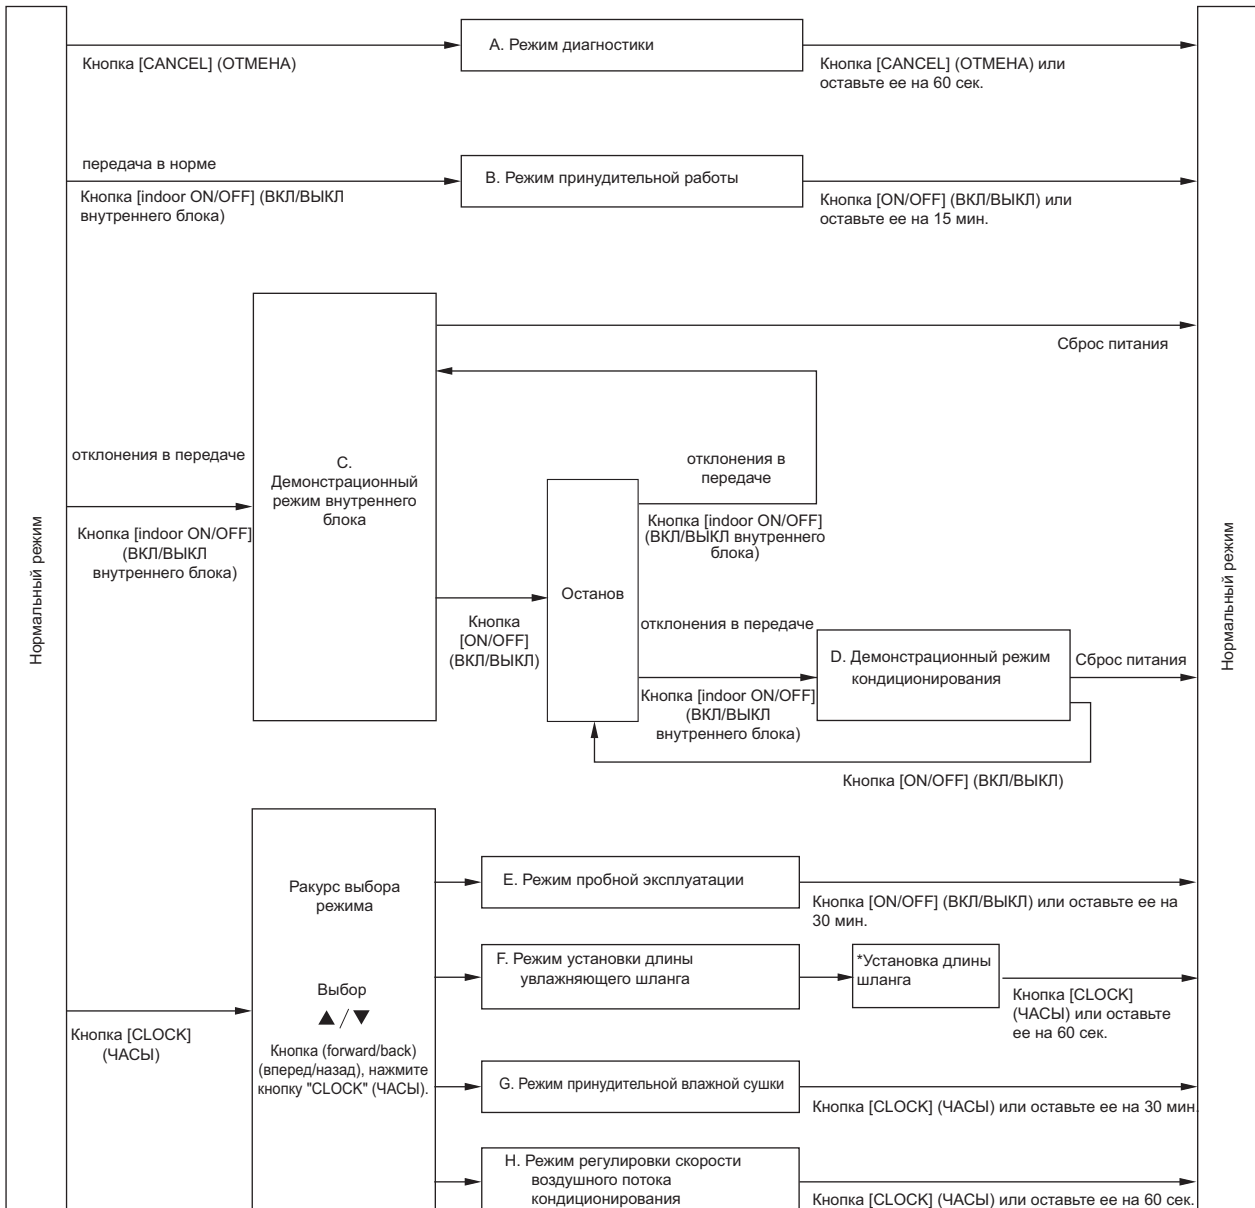 Нормальный режим
Кнопка [CANCEL] (ОТМЕНА)
A. Режим диагностики
Кнопка [CANCEL] (ОТМЕНА) или
оставьте ее на 60 сек.
передача в норме
Кнопка [indoor ON/OFF] (ВКЛ/ВЫКЛ
внутреннего блока)
B. Режим принудительной работы
Кнопка [ON/OFF] (ВКЛ/ВЫКЛ) или
оставьте ее на 15 мин.
отклонения в передаче
Кнопка [indoor ON/OFF]
(ВКЛ/ВЫКЛ
внутреннего блока)
C.
Демонстрационный
режим внутреннего
блока
Сброс питания
Кнопка
[ON/OFF]
(ВКЛ/ВЫКЛ)
Останов
отклонения в
передаче
Кнопка [indoor ON/OFF]
(ВКЛ/ВЫКЛ внутреннего
блока)
отклонения в передаче
Кнопка [indoor ON/OFF]
(ВКЛ/ВЫКЛ
внутреннего блока)
D. Демонстрационный режим
кондиционирования
Сброс питания
Кнопка [ON/OFF] (ВКЛ/ВЫКЛ)
Кнопка [CLOCK]
(ЧАСЫ)
Ракурс выбора
режима
Выбор
▲/▼
Кнопка (forward/back)
(вперед/назад), нажмите
кнопку "CLOCK" (ЧАСЫ).
E. Режим пробной эксплуатации
Кнопка [ON/OFF] (ВКЛ/ВЫКЛ) или оставьте ее на
30 мин.
F. Режим установки длины
увлажняющего шланга
*Установка длины
шланга
Кнопка [CLOCK]
(ЧАСЫ) или оставьте
ее на 60 сек.
G. Режим принудительной влажной сушки
Кнопка [CLOCK] (ЧАСЫ) или оставьте ее на 30 мин.
H. Режим регулировки скорости
воздушного потока
кондиционирования
Кнопка [CLOCK] (ЧАСЫ) или оставьте ее на 60 сек.
Нормальный режим